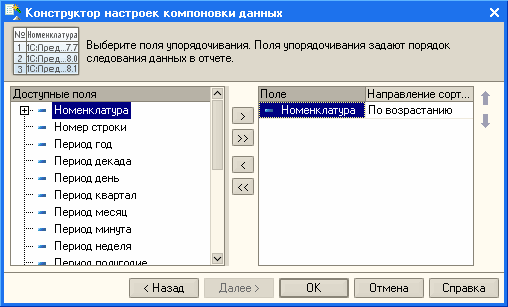 Конструктор настроек компоновки данных
№ Номенклатура
1 1С:Пред...7.7
2 1С:Пред...8.0
3 1С:Пред...8.1
Выберите поля упорядочивания. Поля упорядочивания задают порядок
следования данных в отчете.
Доступные поля
Номенклатура
Номер строки
Период год
Период декада
Период день
Период квартал
Период месяц
Период минута
Период неделя
Период полугодие
>
>>
<
<<
Поле Направление сорт...
Номенклатура По возрастанию
< Назад Далее > OK Отмена Справка